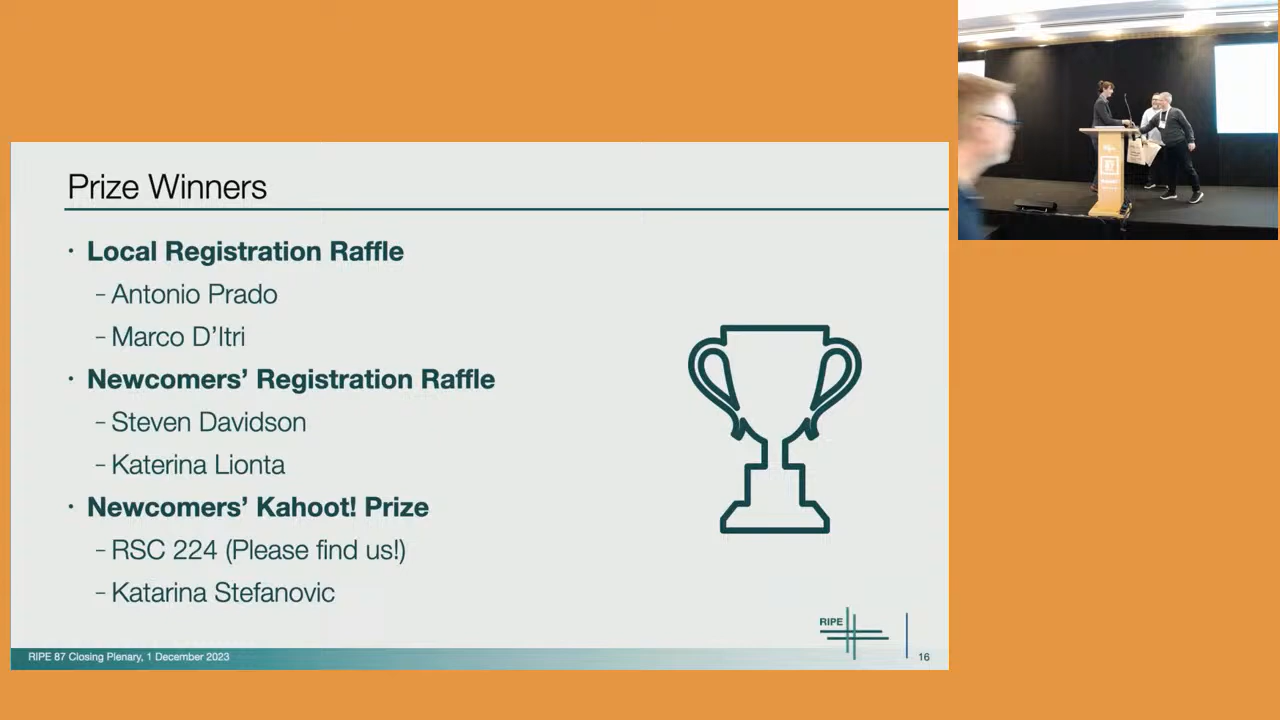 Prize Winners
· Local Registration Raffle
– Antonio Prado
– Marco D’Itri
· Newcomers’ Registration Raffle
– Steven Davidson
– Katerina Lionta
· Newcomers’ Kahoot! Prize
– RSC 224 (Please find us!)
– Katarina Stefanovic
RIPE
RIPE 87 Closing Plenary, 1 December 2023
16